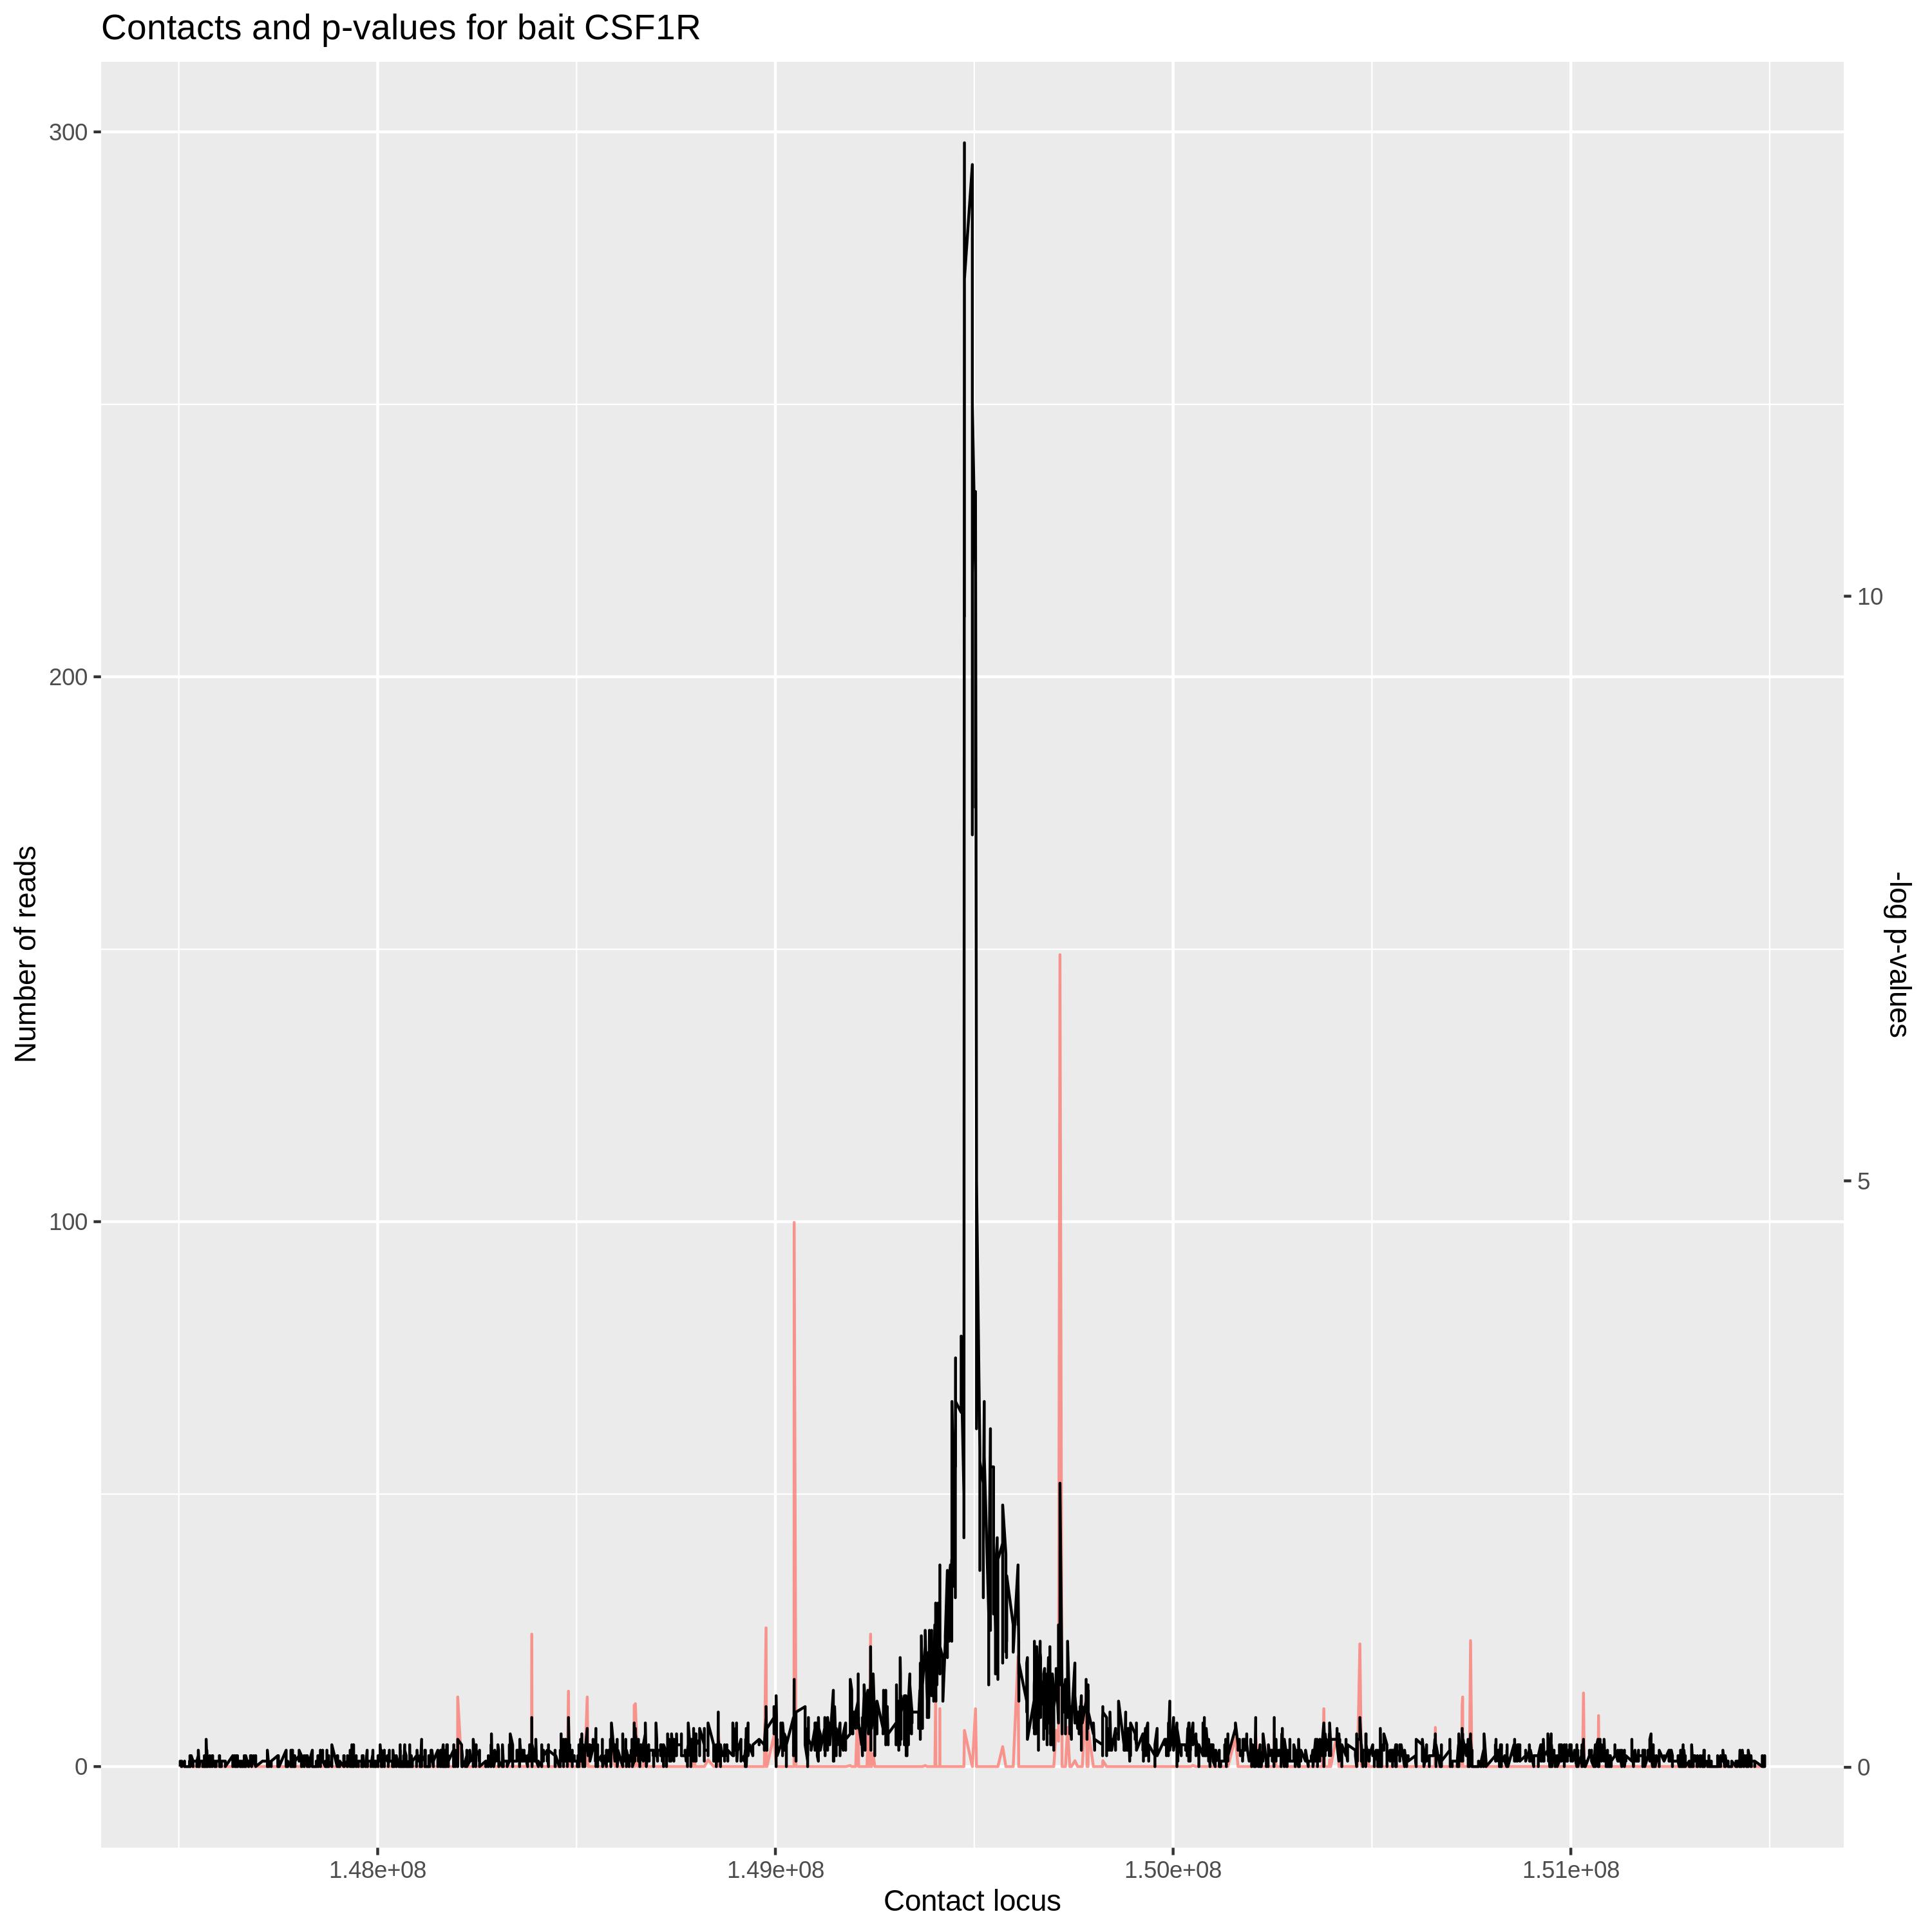 Contacts and p-values for bait CSF1R
300
200
100
0
Number of reads
10
5
0
-log p-values
1.48e+08
1.49e+08
1.50e+08
1.51e+08
Contact locus